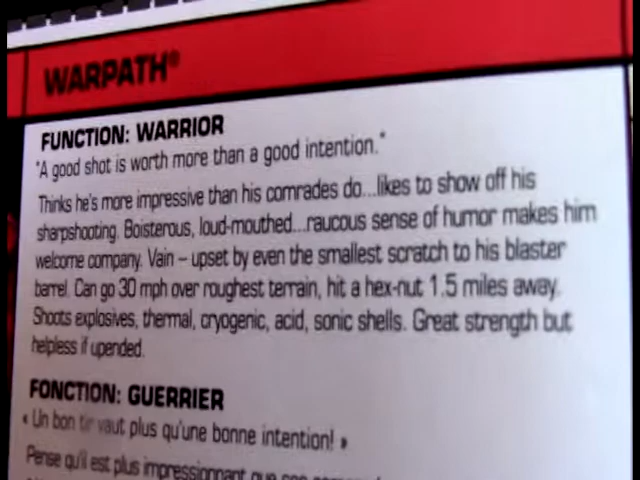 WARPATH®
FUNCTION: WARRIOR
"A good shot is worth more than a good intention."
Thinks he's more impressive than his comrades do...likes to show off his
sharpshooting. Boisterous, loud-mouthed...raucous sense of humor makes him
welcome company. Vain – upset by even the smallest scratch to his blaster
barrel. Can go 30 mph over roughest terrain, hit a hex-nut 1.5 miles away.
Shoots explosives, thermal, cryogenic, acid, sonic shells. Great strength but
helpless if upended.
FONCTION: GUERRIER
« Un bon tir vaut plus qu'une bonne intention! »
Pense qu'il est plus impressionnant que